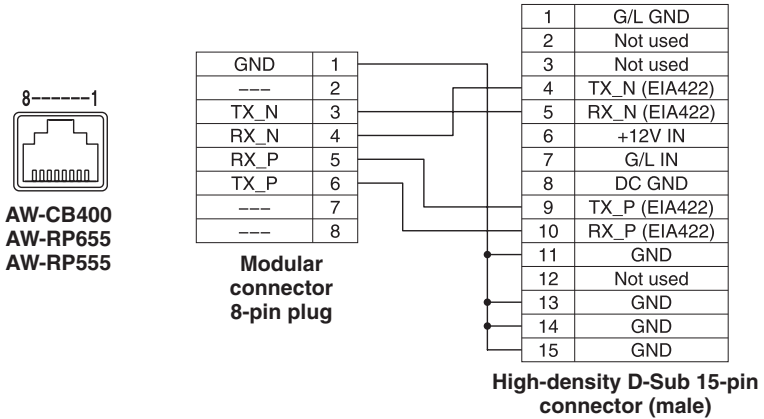 8------1
AW-CB400
AW-RP655
AW-RP555
GND 1
--- 2
TX_N 3
RX_N 4
RX_P 5
TX_P 6
--- 7
--- 8
Modular
connector
8-pin plug
1 G/L GND
2 Not used
3 Not used
4 TX_N (EIA422)
5 RX_N (EIA422)
6 +12V IN
7 G/L IN
8 DC GND
9 TX_P (EIA422)
10 RX_P (EIA422)
11 GND
12 Not used
13 GND
14 GND
15 GND
High-density D-Sub 15-pin
connector (male)